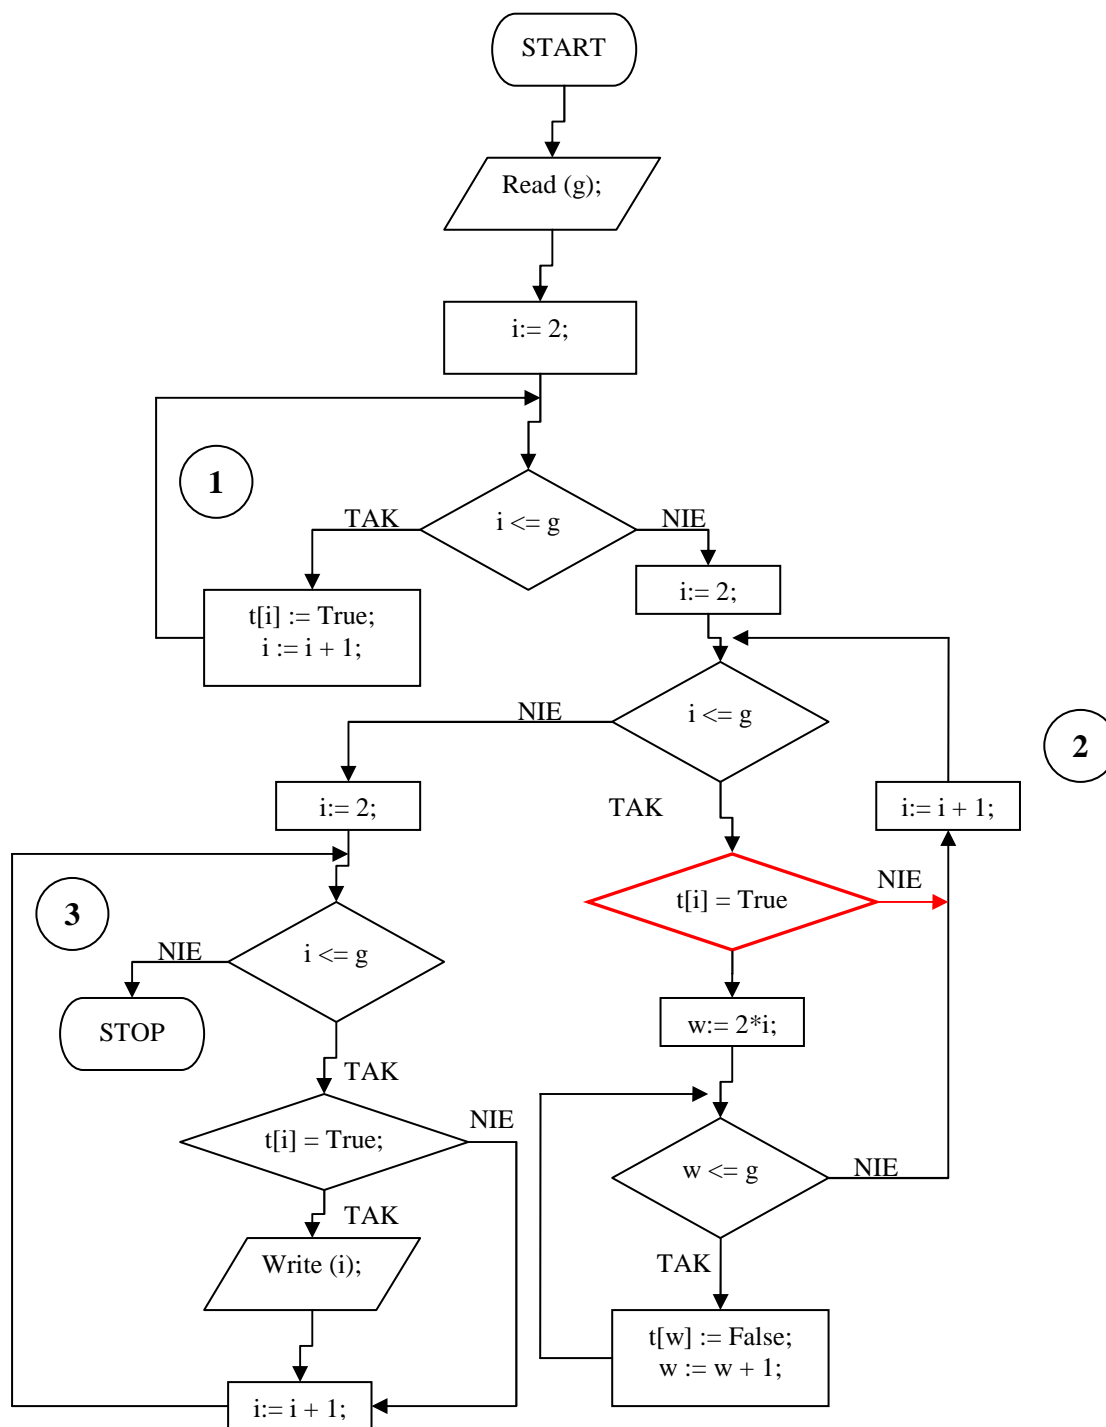 START
Read (g);
i:= 2;
1
TAK
i <= g
NIE
t[i] := True;
i := i + 1;
i:= 2;
NIE
i <= g
2
TAK
i:= i + 1;
i:= 2;
t[i] = True
NIE
3
NIE
i <= g
STOP
w:= 2*i;
TAK
t[i] = True;
NIE
w <= g
NIE
TAK
Write (i);
TAK
t[w] := False;
w := w + 1;
i:= i + 1;